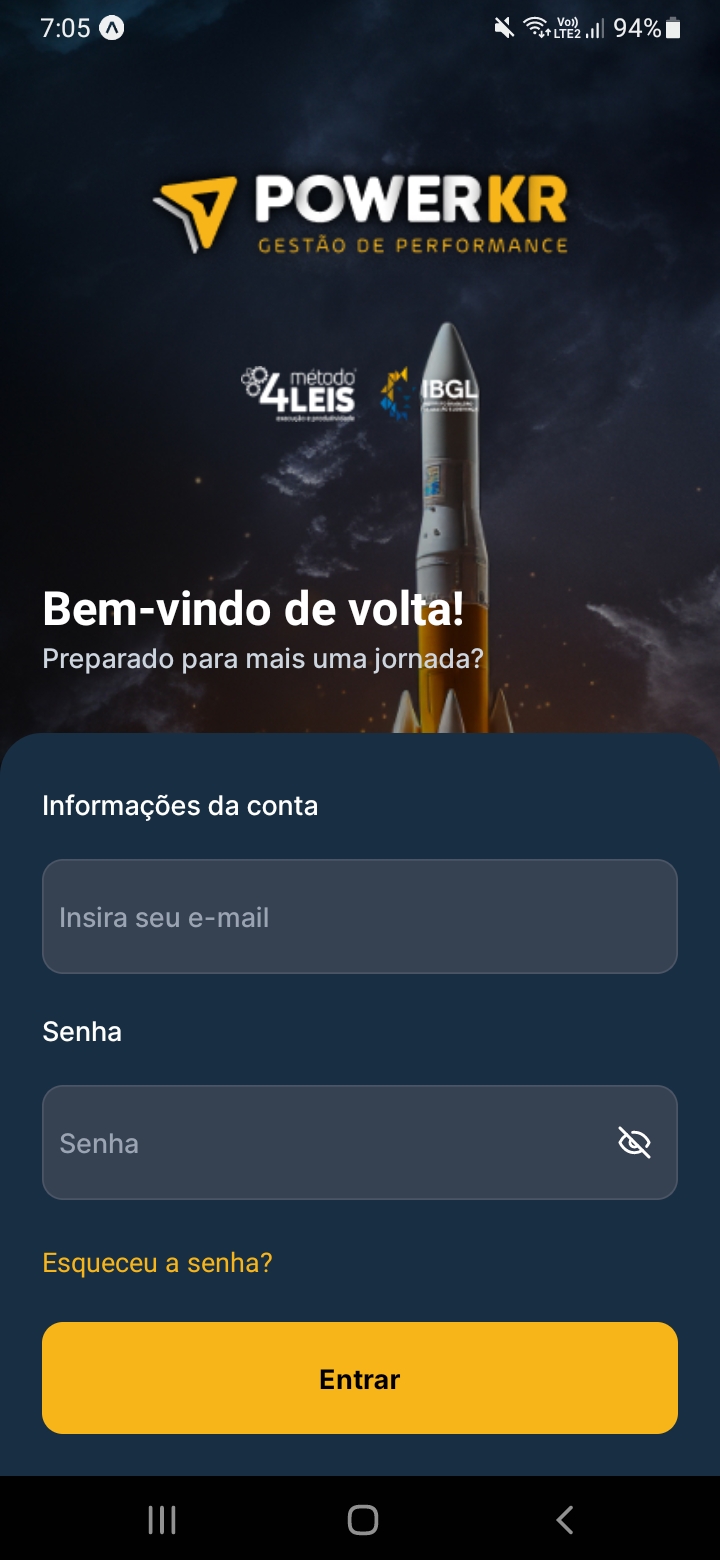 7:05
Vo))
LTE2
94%
POWERKR
GESTÃO DE PERFORMANCE
método
4LEIS
execução e produtividade
IBGL
Bem-vindo de volta!
Preparado para mais uma jornada?
Informações da conta
Insira seu e-mail
Senha
Senha
Esqueceu a senha?
Entrar